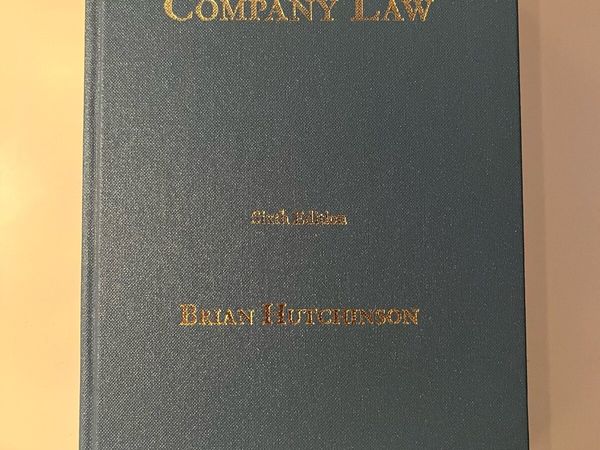 COMPANY LAW
Sixth Edition
BRIAN HUTCHINSON